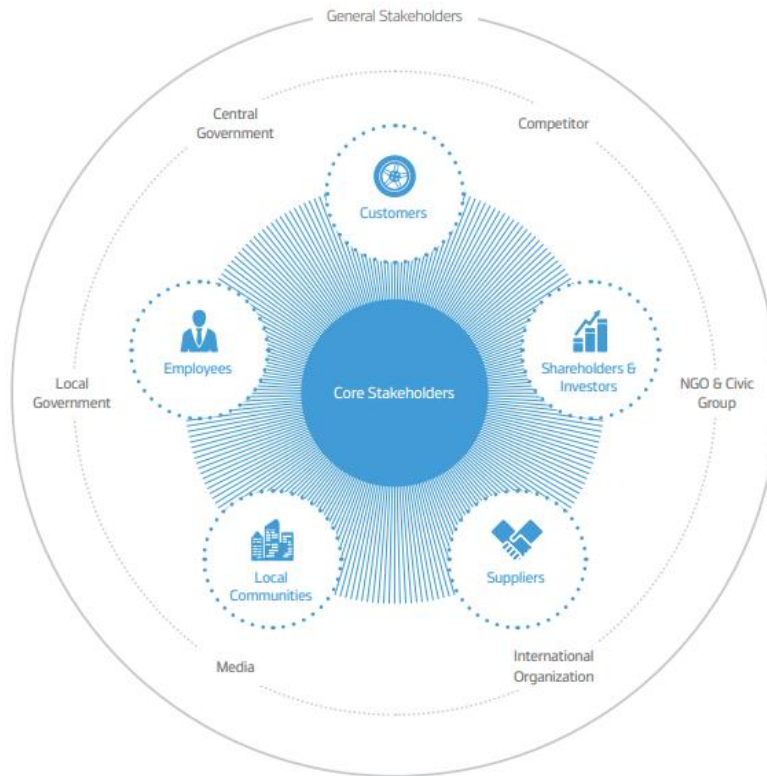 General Stakeholders
Central
Government
Competitor
Customers
Employees
Shareholders &
Investors
Local
Government
Core Stakeholders
NGO & Civic
Group
Local
Communities
Suppliers
Media
International
Organization